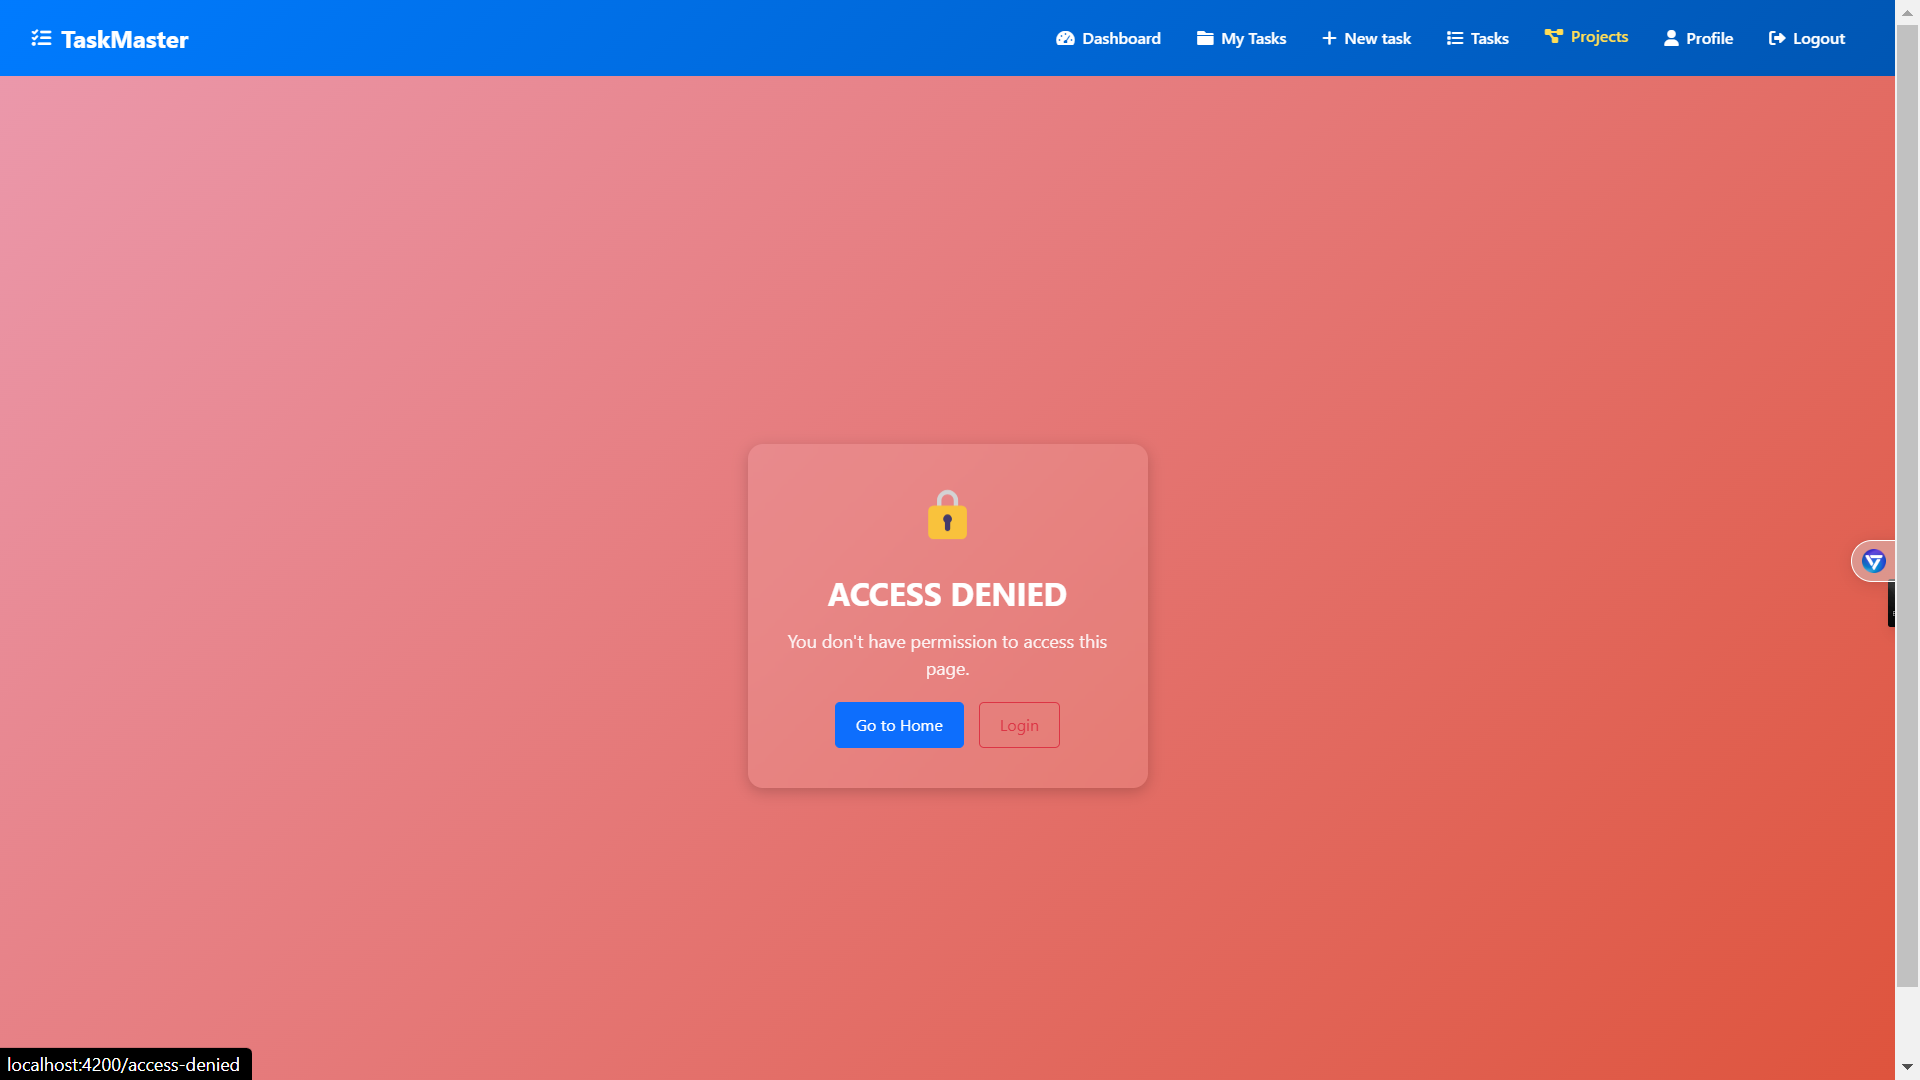 TaskMaster
Dashboard My Tasks New task Tasks Projects Profile Logout
ACCESS DENIED
You don't have permission to access this
page.
Go to Home Login
localhost:4200/access-denied